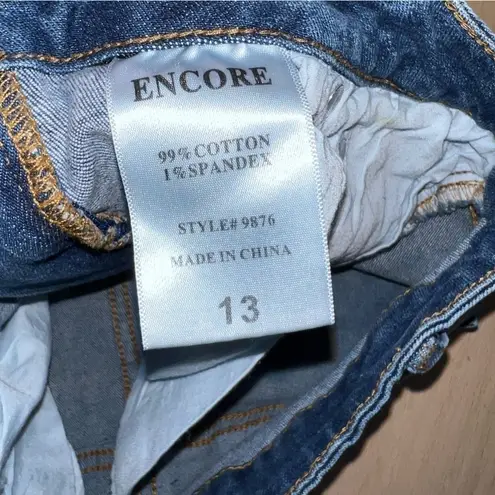 ENCORE
99% COTTON
1% SPANDEX
STYLE# 9876
MADE IN CHINA
13